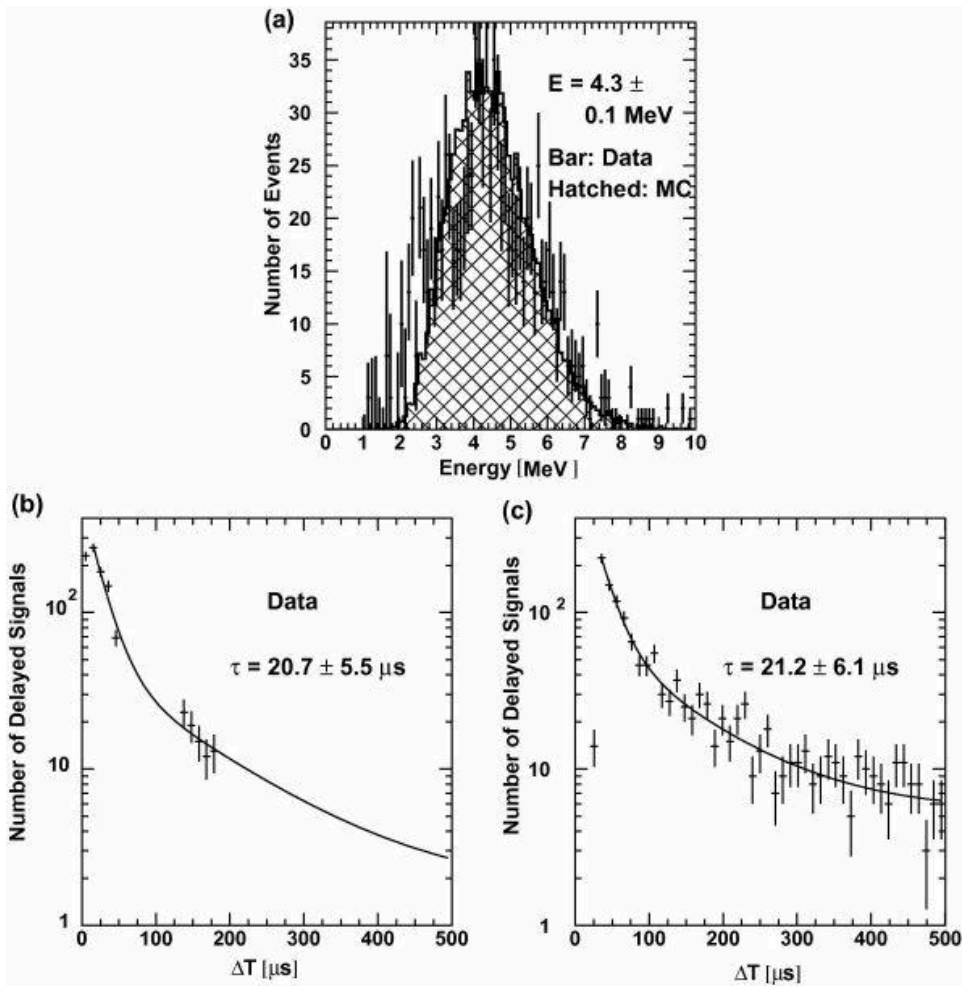 (a)
Number of Events
35
30
25
20
15
10
5
0
E = 4.3 ±
0.1 MeV
Bar: Data
Hatched: MC
0 1 2 3 4 5 6 7 8 9 10
Energy [MeV]
(b)
Number of Delayed Signals
10²
10
1
Data
τ = 20.7 ± 5.5 μs
0 100 200 300 400 500
ΔT [μs]
(c)
Number of Delayed Signals
10²
10
1
Data
τ = 21.2 ± 6.1 μs
0 100 200 300 400 500
ΔT [μs]